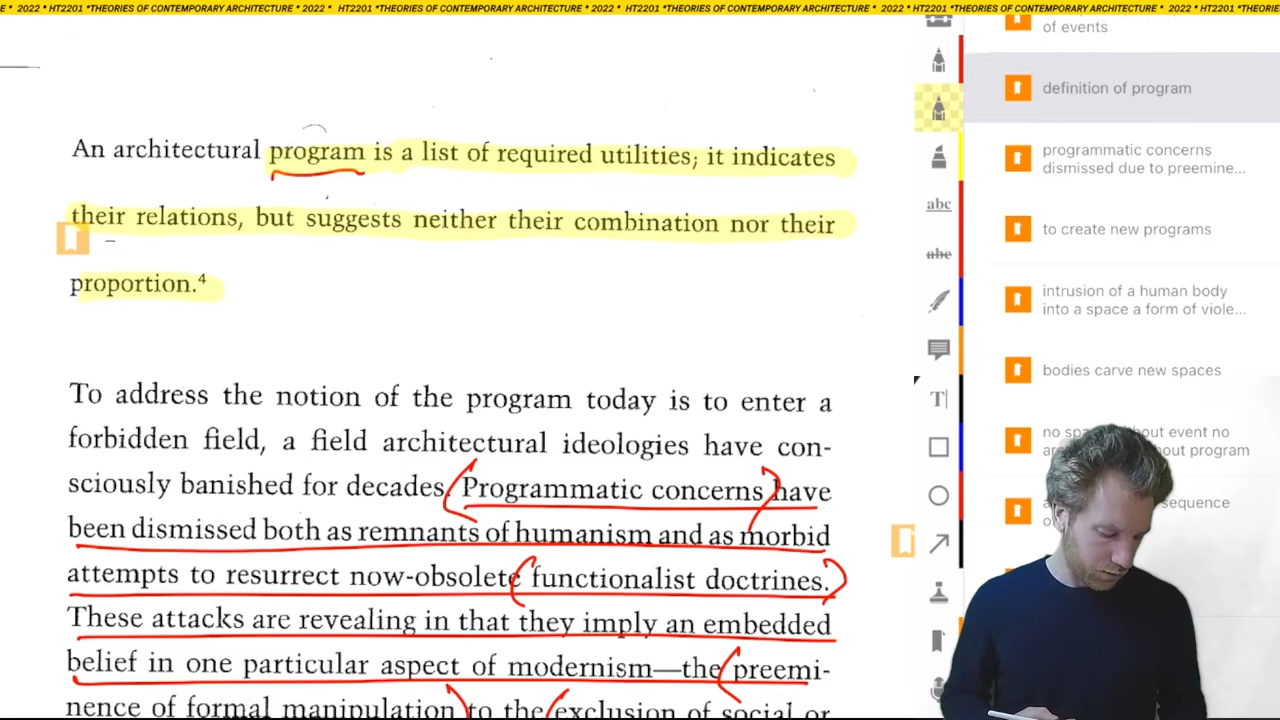 E * 2022 * HT2201 *THEORIES OF CONTEMPORARY ARCHITECTURE * 2022 * HT2201 *THEORIES OF CONTEMPORARY ARCHITECTURE * 2022 * HT2201 *THEORIES OF CONTEMPORARY ARCHITECTURE * 2022 * HT2201 *THEORIES OF CONTEMPORARY ARCHITECTURE * 2022 * HT2201 *THEORIE
An architectural program is a list of required utilities; it indicates
their relations, but suggests neither their combination nor their
proportion.⁴
To address the notion of the program today is to enter a
forbidden field, a field architectural ideologies have con-
sciously banished for decades. Programmatic concerns have
been dismissed both as remnants of humanism and as morbid
attempts to resurrect now-obsolete functionalist doctrines.
These attacks are revealing in that they imply an embedded
belief in one particular aspect of modernism—the preemi-
nence of formal manipulation to the exclusion of social or
abc
abc
T
of events
definition of program
programmatic concerns
dismissed due to preemine...
to create new programs
intrusion of a human body
into a space a form of viole...
bodies carve new spaces
no event no
program
sequence